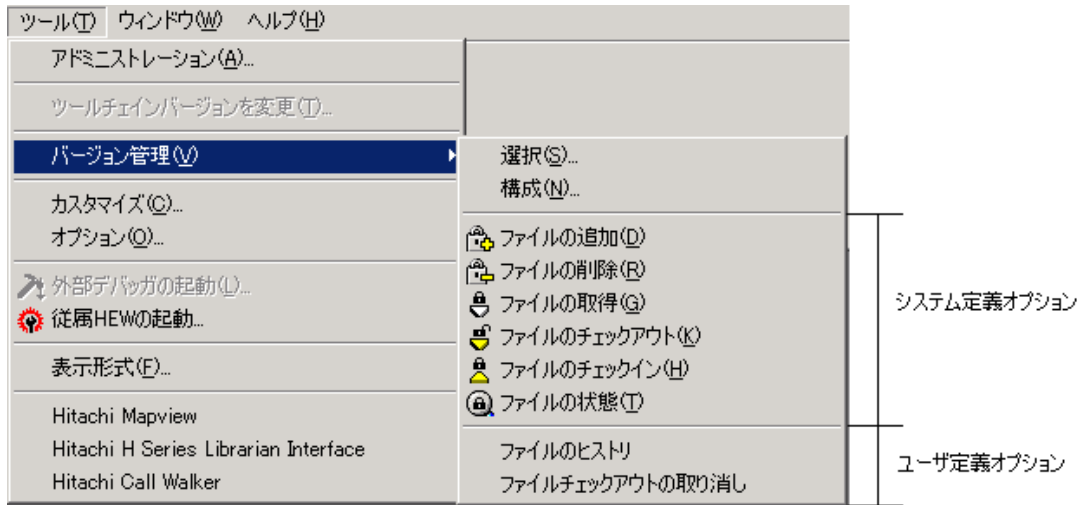 ツール(T) ウィンドウ(W) ヘルプ(H)
アドミニストレーション(A)...
ツールチェインバージョンを変更(T)...
バージョン管理(V)
カスタマイズ(C)...
オプション(O)...
外部デバッガの起動(L)...
従属HEWの起動...
表示形式(F)...
Hitachi Mapview
Hitachi H Series Librarian Interface
Hitachi Call Walker
選択(S)...
構成(N)...
ファイルの追加(D)
ファイルの削除(R)
ファイルの取得(G)
ファイルのチェックアウト(K)
ファイルのチェックイン(H)
ファイルの状態(T)
ファイルのヒストリ
ファイルチェックアウトの取り消し
システム定義オプション
ユーザ定義オプション